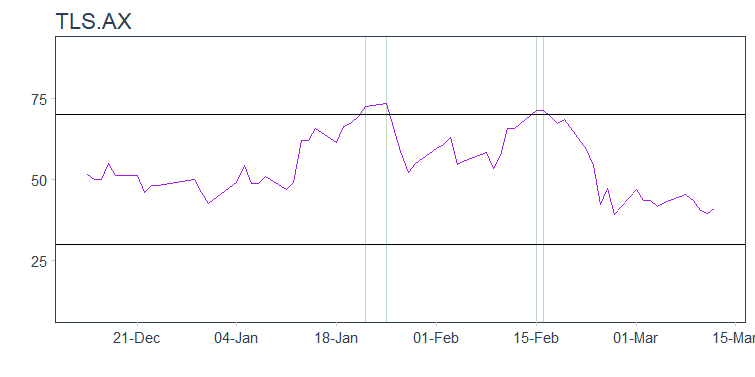 TLS.AX
75
50
25
21-Dec
04-Jan
18-Jan
01-Feb
15-Feb
01-Mar
15-Mar